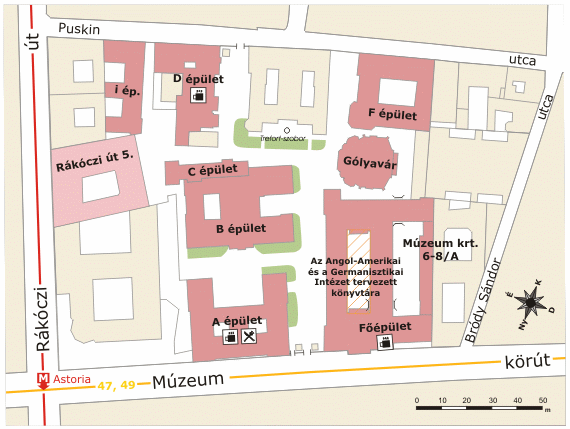 Puskin
utca
út
utca
D épület
i ép.
F épület
Trefort-szobor
Rákóczi út 5.
C épület
Gólyavár
B épület
Múzeum krt.
6-8/A
Az Angol-Amerikai
és a Germanisztikai
Intézet tervezett
könyvtára
É
K
Ny
D
Bródy Sándor
Rákóczi
A épület
Főépület
M Astoria
47, 49
Múzeum
körút
0 10 20 30 40 50
m